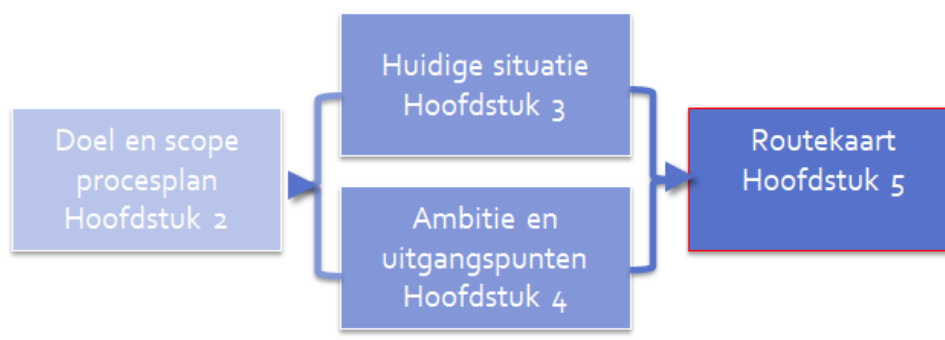 Doel en scope
procesplan
Hoofdstuk 2
Huidige situatie
Hoofdstuk 3
Ambitie en
uitgangspunten
Hoofdstuk 4
Routekaart
Hoofdstuk 5